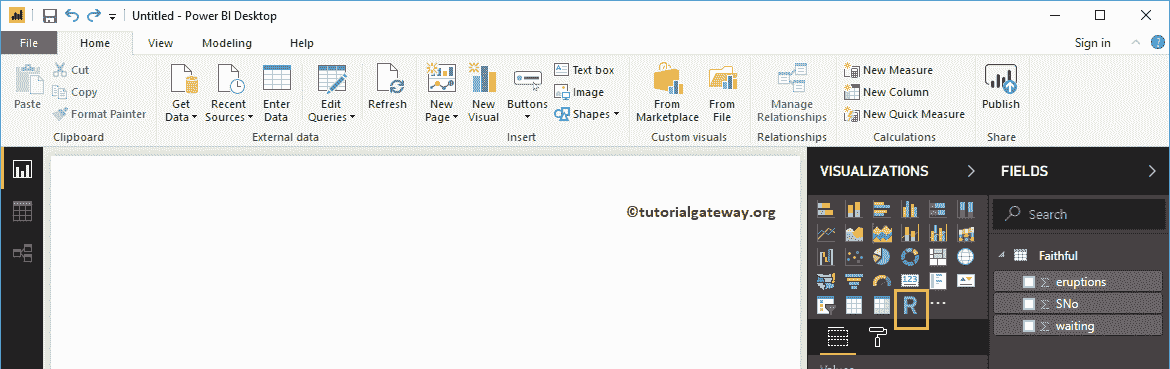 Untitled - Power BI Desktop
File Home View Modeling Help Sign in
Paste
Cut
Copy
Format Painter
Clipboard
Get Data
Recent Sources
Enter Data
Edit Queries
Refresh
External data
New Page
New Visual
Buttons
Text box
Image
Shapes
Insert
From Marketplace
From File
Custom visuals
Manage Relationships
Relationships
New Measure
New Column
New Quick Measure
Calculations
Publish
Share
©tutorialgateway.org
VISUALIZATIONS
123
R
Values
FIELDS
Search
Faithful
Σ eruptions
Σ SNo
Σ waiting